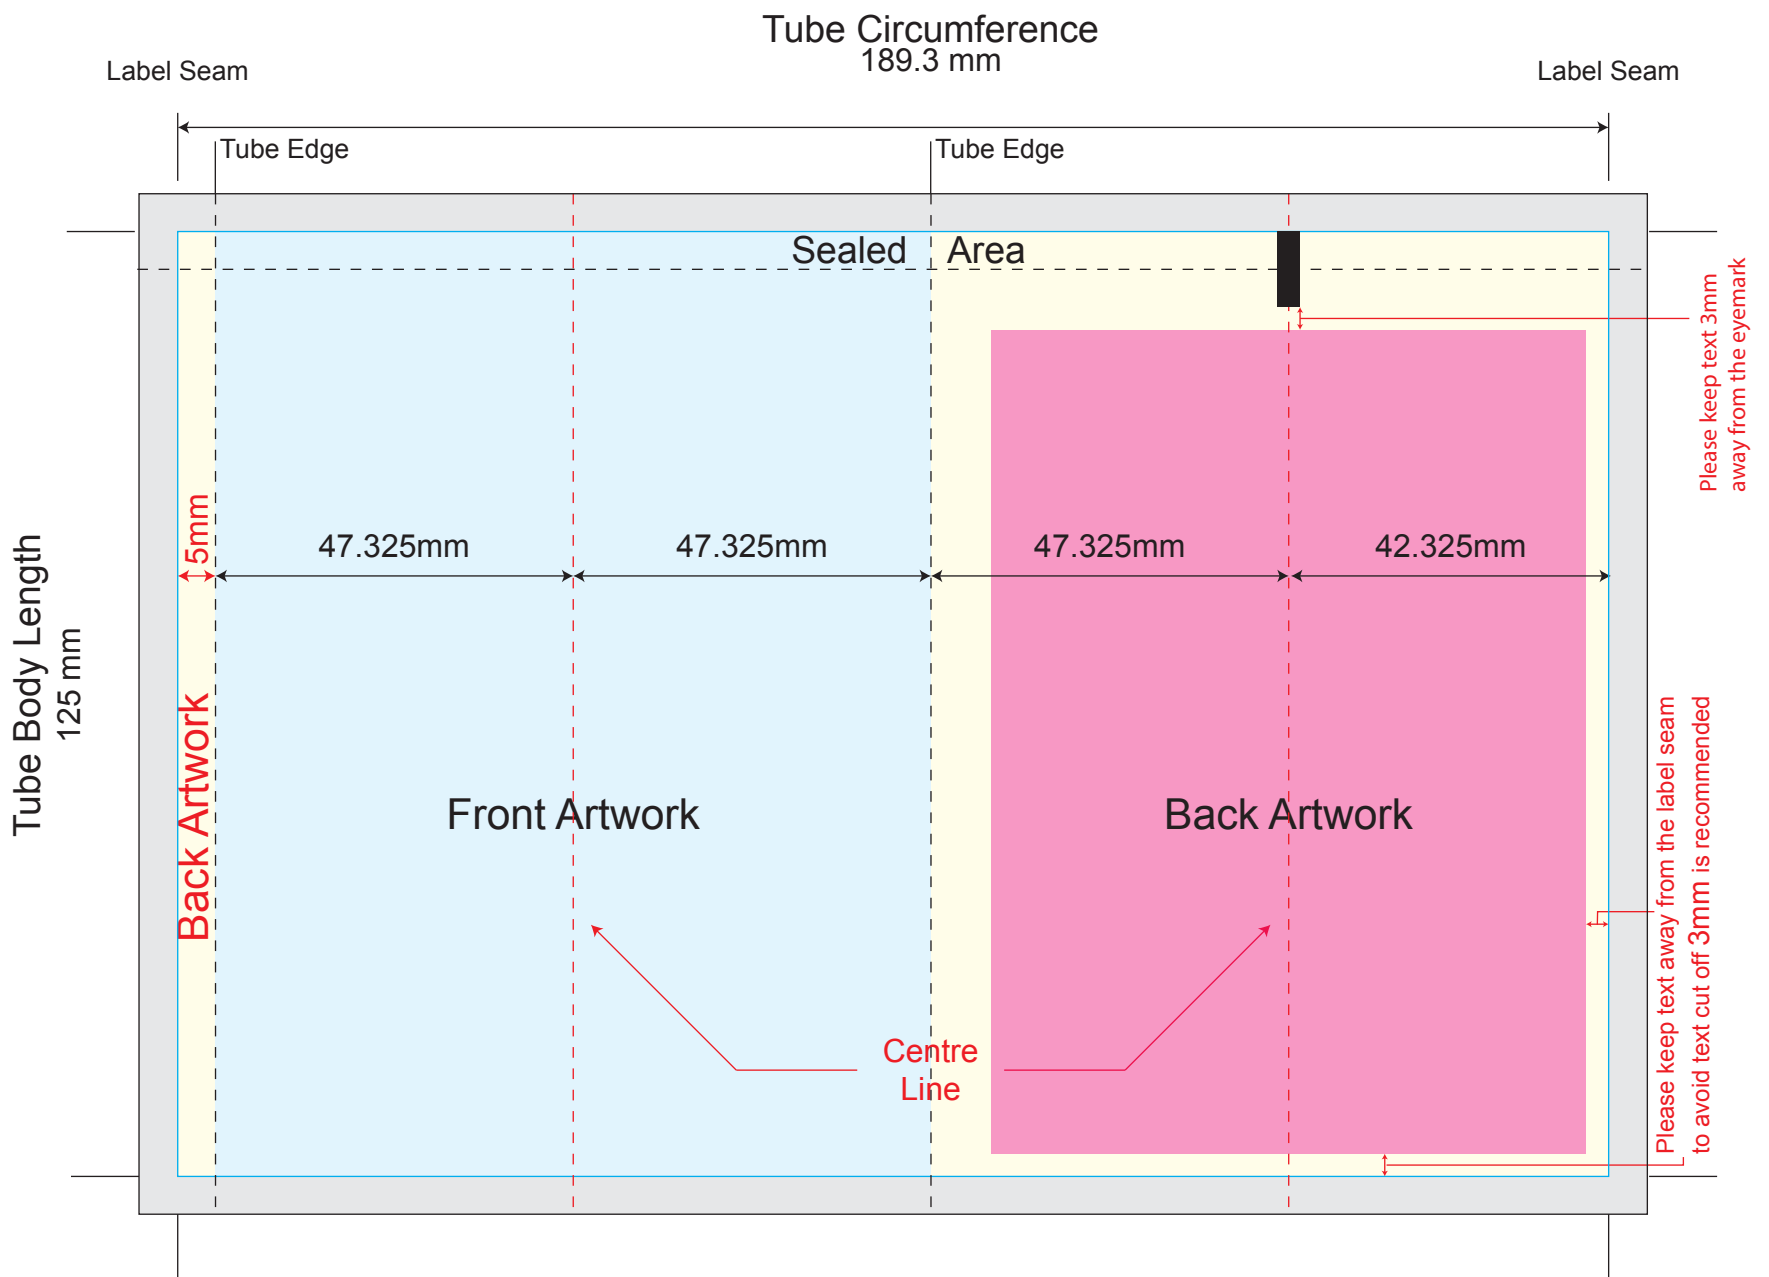 Tube Circumference
189.3 mm
Label Seam
Label Seam
Tube Edge
Tube Edge
Sealed Area
Please keep text 3mm
away from the eyemark
5mm
47.325mm
47.325mm
47.325mm
42.325mm
Tube Body Length
125 mm
Back Artwork
Front Artwork
Back Artwork
Please keep text away from the label seam
to avoid text cut off 3mm is recommended
Centre
Line